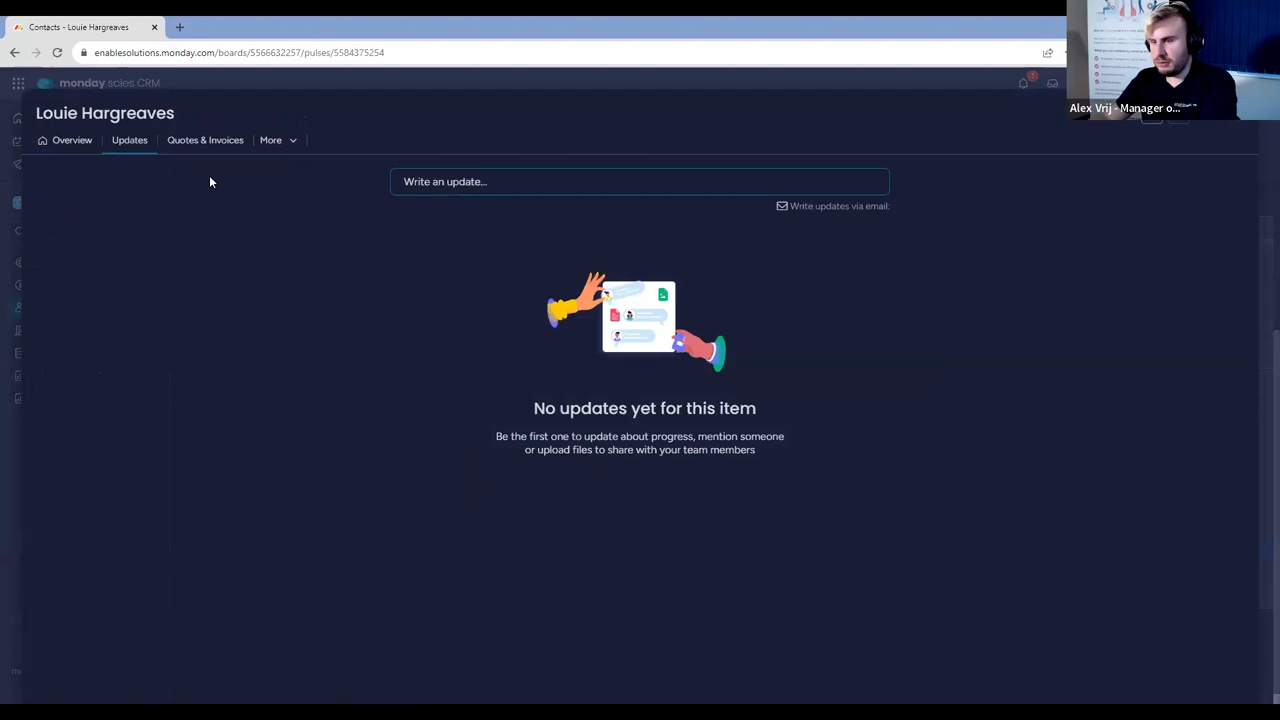 Contacts - Louie Hargreaves
enablesolutions.monday.com/boards/5566632257/pulses/5584375254
monday sales CRM
1
Alex Vrij - Manager o...
Louie Hargreaves
Overview
Updates
Quotes & Invoices
More
Write an update...
Write updates via email:
No updates yet for this item
Be the first one to update about progress, mention someone
or upload files to share with your team members